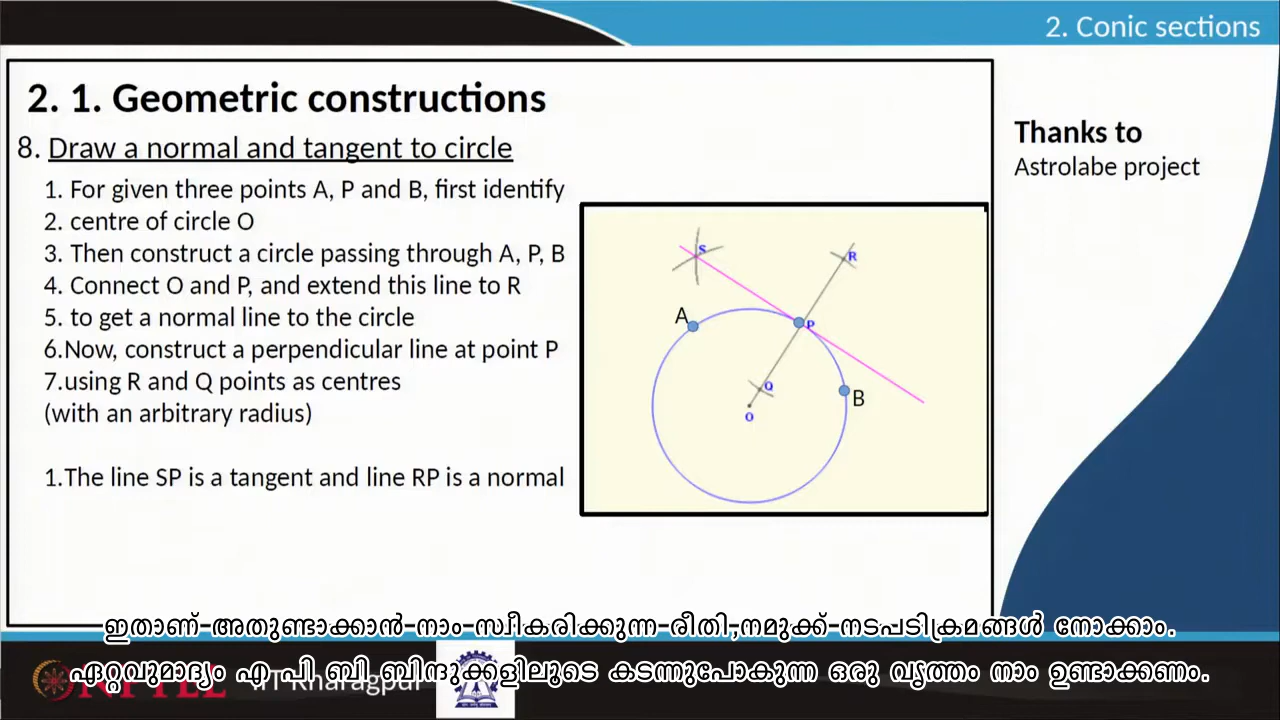 2. Conic sections
2. 1. Geometric constructions
8. Draw a normal and tangent to circle
1. For given three points A, P and B, first identify
2. centre of circle O
3. Then construct a circle passing through A, P, B
4. Connect O and P, and extend this line to R
5. to get a normal line to the circle
6.Now, construct a perpendicular line at point P
7.using R and Q points as centres
(with an arbitrary radius)
1.The line SP is a tangent and line RP is a normal
S
R
A
P
Q
B
O
Thanks to
Astrolabe project
ഇതാണ് അതുണ്ടാക്കാൻ നാം സ്വീകരിക്കുന്ന രീതി,നമുക്ക് നടപടിക്രമങ്ങൾ നോക്കാം.
ഏറ്റവുമാദ്യം എ പി ബി ബിന്ദുക്കളിലൂടെ കടന്നുപോകുന്ന ഒരു വൃത്തം നാം ഉണ്ടാക്കണം.
NPTEL IIT Kharagpur